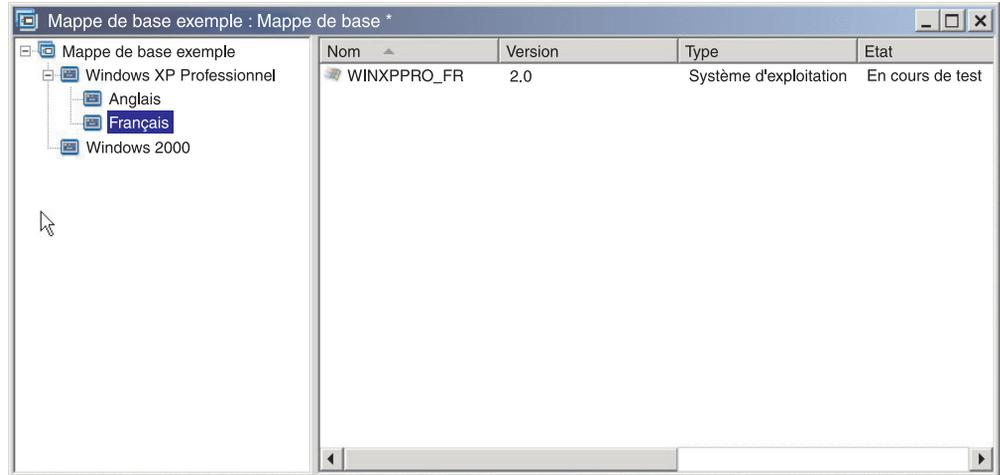 Mappe de base exemple : Mappe de base *
Mappe de base exemple
Windows XP Professionnel
Anglais
Français
Windows 2000
Nom Version Type Etat
WINXPPRO_FR 2.0 Système d'exploitation En cours de test